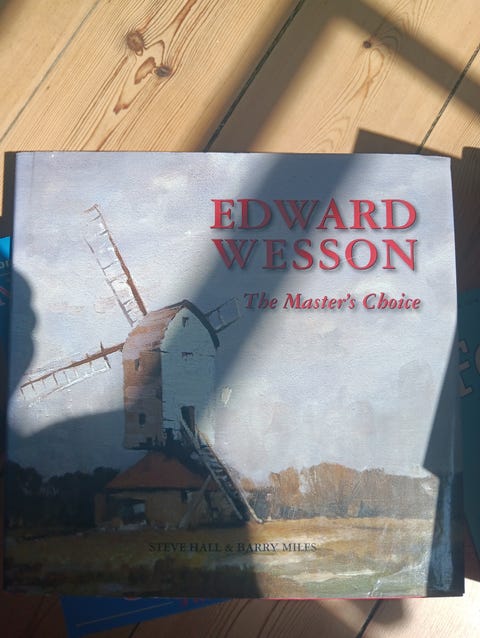 EDWARD
WESSON
The Master's Choice
STEVE HALL & BARRY MILES